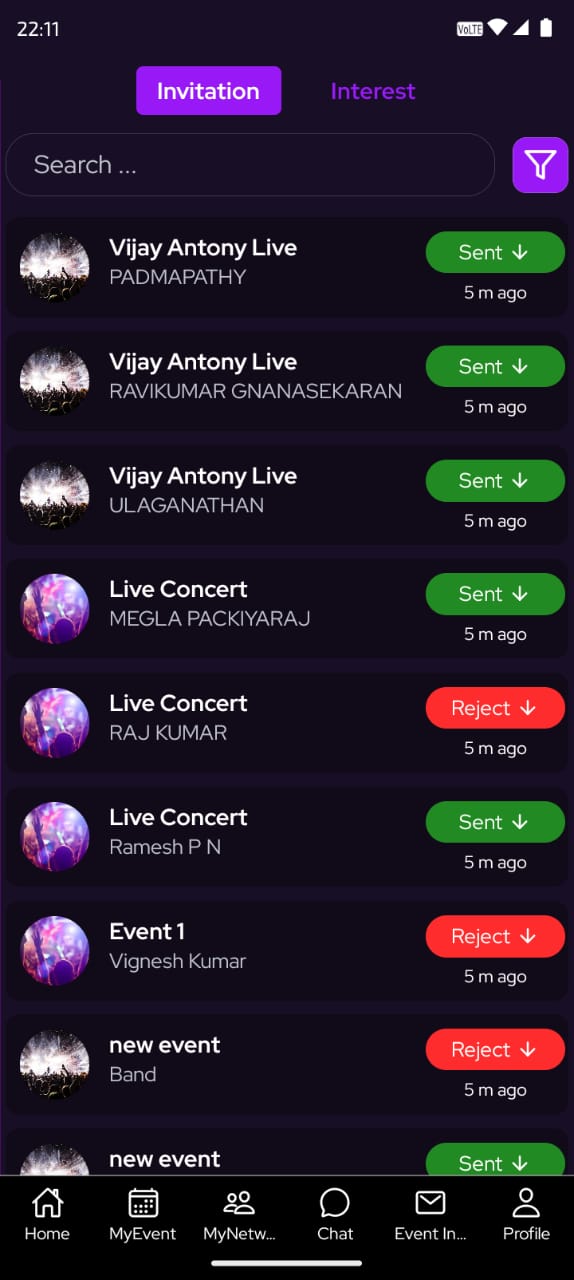 22:11
VoLTE
Invitation Interest
Search ...
Vijay Antony Live
Sent ↓
PADMAPATHY
5 m ago
Vijay Antony Live
Sent ↓
RAVIKUMAR GNANASEKARAN
5 m ago
Vijay Antony Live
Sent ↓
ULAGANATHAN
5 m ago
Live Concert
Sent ↓
MEGLA PACKIYARAJ
5 m ago
Live Concert
Reject ↓
RAJ KUMAR
5 m ago
Live Concert
Sent ↓
Ramesh P N
5 m ago
Event 1
Reject ↓
Vignesh Kumar
5 m ago
new event
Reject ↓
Band
5 m ago
new event
Sent ↓
Home MyEvent MyNetw... Chat Event In... Profile